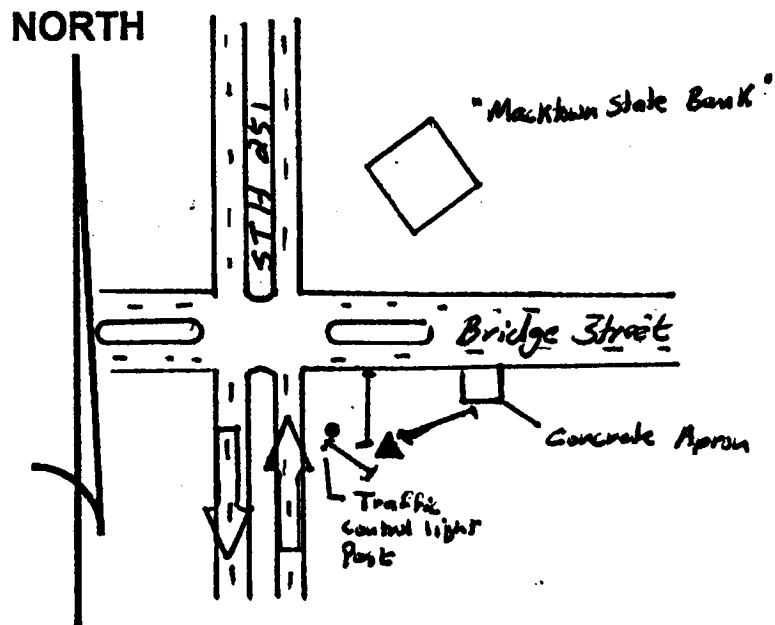 NORTH
"Macktown State Bank"
STH 251
Bridge Street
Concrete Apron
Traffic
control light
Post